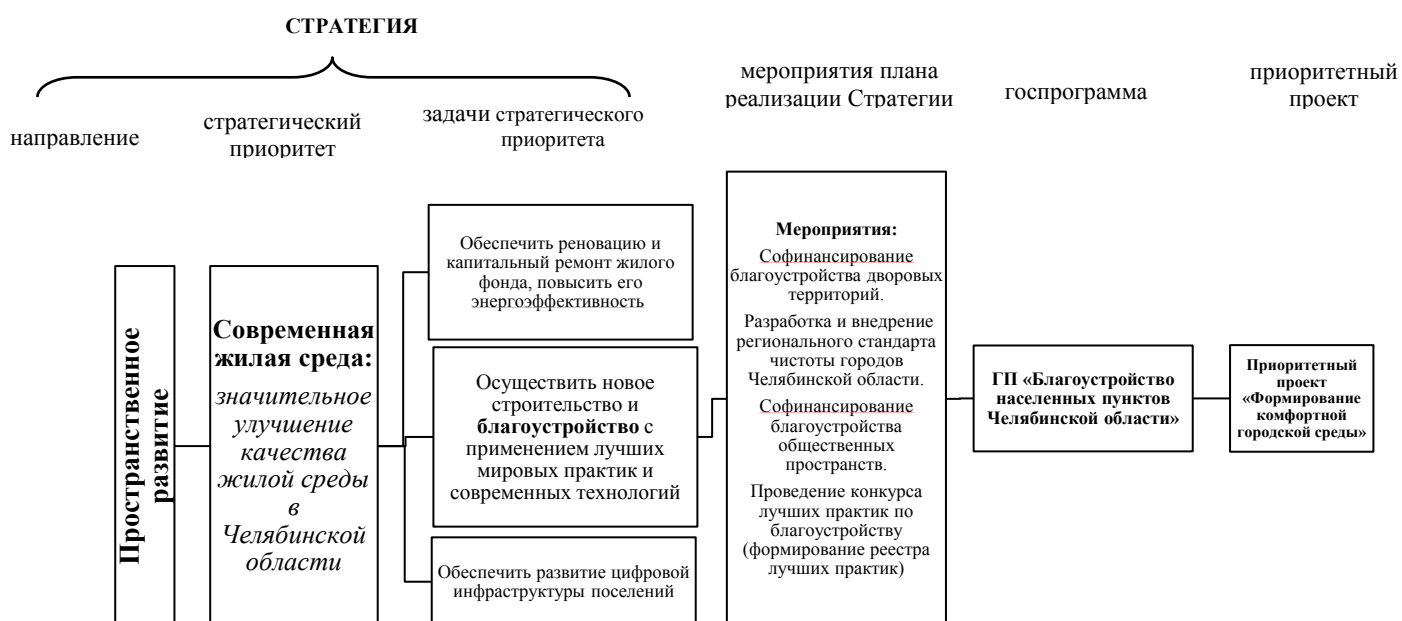 СТРАТЕГИЯ
направление
стратегический
приоритет
задачи стратегического
приоритета
мероприятия плана
реализации Стратегии
госпрограмма
приоритетный
проект
Пространственное
развитие
Современная
жилая среда:
значительное
улучшение
качества
жилой среды
в
Челябинской
области
Обеспечить реновацию и
капитальный ремонт жилого
фонда, повысить его
энергоэффективность
Осуществить новое
строительство и
благоустройство с
применением лучших
мировых практик и
современных технологий
Обеспечить развитие цифровой
инфраструктуры поселений
Мероприятия:
Софинансирование
благоустройства дворовых
территорий.
Разработка и внедрение
регионального стандарта
чистоты городов
Челябинской области.
Софинансирование
благоустройства
общественных
пространств.
Проведение конкурса
лучших практик по
благоустройству
(формирование реестра
лучших практик)
ГП «Благоустройство
населенных пунктов
Челябинской области»
Приоритетный
проект
«Формирование
комфортной
городской среды»